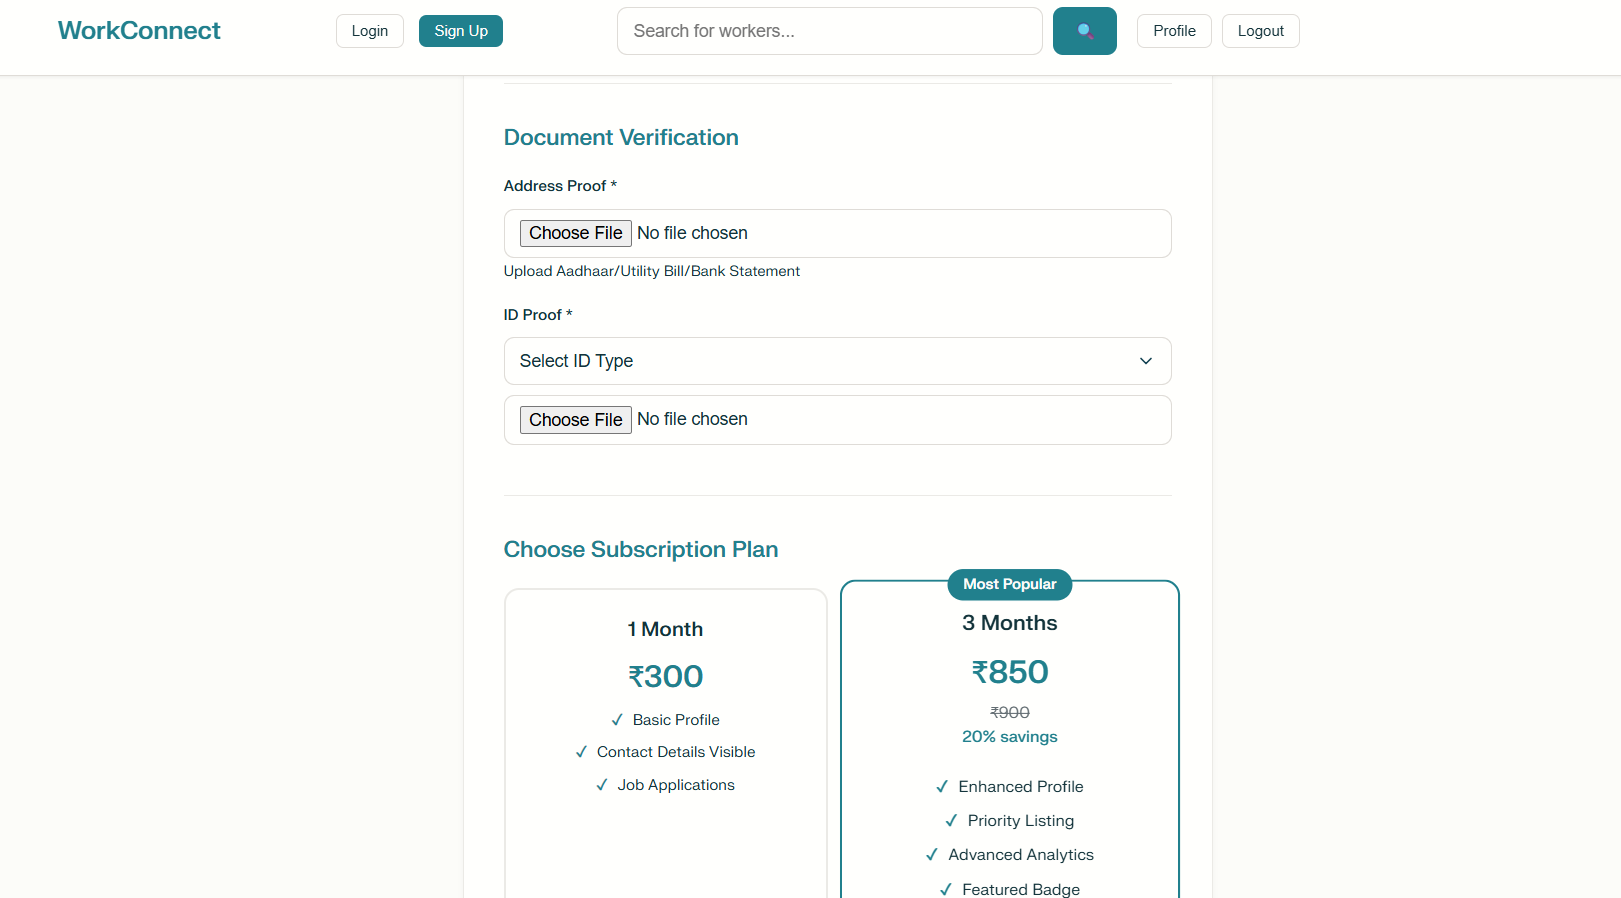 WorkConnect
Login
Sign Up
Search for workers...
Profile
Logout
Document Verification
Address Proof *
Choose File No file chosen
Upload Aadhaar/Utility Bill/Bank Statement
ID Proof *
Select ID Type
Choose File No file chosen
Choose Subscription Plan
1 Month
₹300
✓ Basic Profile
✓ Contact Details Visible
✓ Job Applications
Most Popular
3 Months
₹850
₹900
20% savings
✓ Enhanced Profile
✓ Priority Listing
✓ Advanced Analytics
✓ Featured Badge